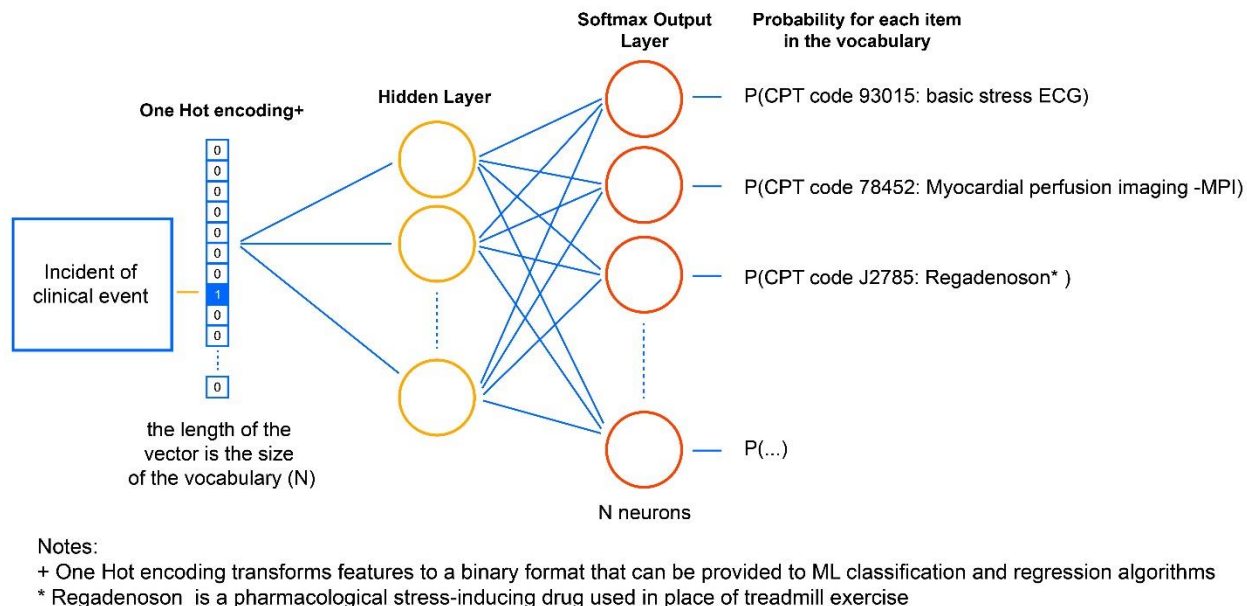 Softmax Output
Layer
Probability for each item
in the vocabulary
One Hot encoding+
Hidden Layer
P(CPT code 93015: basic stress ECG)
P(CPT code 78452: Myocardial perfusion imaging -MPI)
P(CPT code J2785: Regadenoson* )
P(...)
Incident of
clinical event
0
0
0
0
0
0
0
1
0
0
0
the length of the
vector is the size
of the vocabulary (N)
N neurons
Notes:
+ One Hot encoding transforms features to a binary format that can be provided to ML classification and regression algorithms
* Regadenoson is a pharmacological stress-inducing drug used in place of treadmill exercise